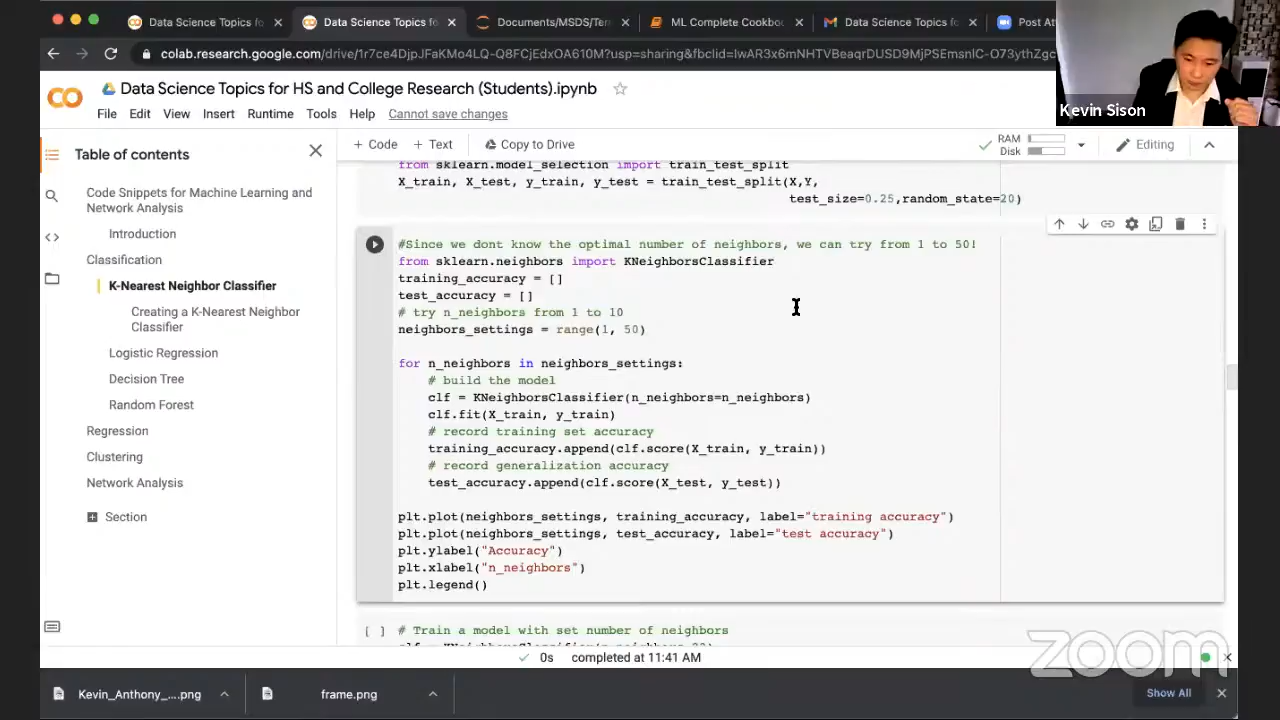 Data Science Topics fo
Data Science Topics fo
Documents/MSDS/Ter
ML Complete Cookbo
Data Science Topics fo
Post At
colab.research.google.com/drive/1r7ce4DjpJFaKMo4LQ-Q8FCjEdxOA610M?usp=sharing&fbclid=IwAR3x6mNHTVBeaqrDUSD9MjPSEmsnlC-O73ythZgc
Kevin Sison
Data Science Topics for HS and College Research (Students).ipynb
File Edit View Insert Runtime Tools Help Cannot save changes
Table of contents
+ Code + Text Copy to Drive
RAM
Disk
Editing
Code Snippets for Machine Learning and
Network Analysis
Introduction
Classification
K-Nearest Neighbor Classifier
Creating a K-Nearest Neighbor
Classifier
Logistic Regression
Decision Tree
Random Forest
Regression
Clustering
Network Analysis
Section
from sklearn.model_selection import train_test_split
X_train, X_test, y_train, y_test = train_test_split(X,Y,
test_size=0.25,random_state=20)
#Since we dont know the optimal number of neighbors, we can try from 1 to 50!
from sklearn.neighbors import KNeighborsClassifier
training_accuracy = []
test_accuracy = []
# try n_neighbors from 1 to 10
neighbors_settings = range(1, 50)
for n_neighbors in neighbors_settings:
# build the model
clf = KNeighborsClassifier(n_neighbors=n_neighbors)
clf.fit(X_train, y_train)
# record training set accuracy
training_accuracy.append(clf.score(X_train, y_train))
# record generalization accuracy
test_accuracy.append(clf.score(X_test, y_test))
plt.plot(neighbors_settings, training_accuracy, label="training accuracy")
plt.plot(neighbors_settings, test_accuracy, label="test accuracy")
plt.ylabel("Accuracy")
plt.xlabel("n_neighbors")
plt.legend()
[ ] # Train a model with set number of neighbors
0s completed at 11:41 AM
zoom
Kevin_Anthony_....png
frame.png
Show All